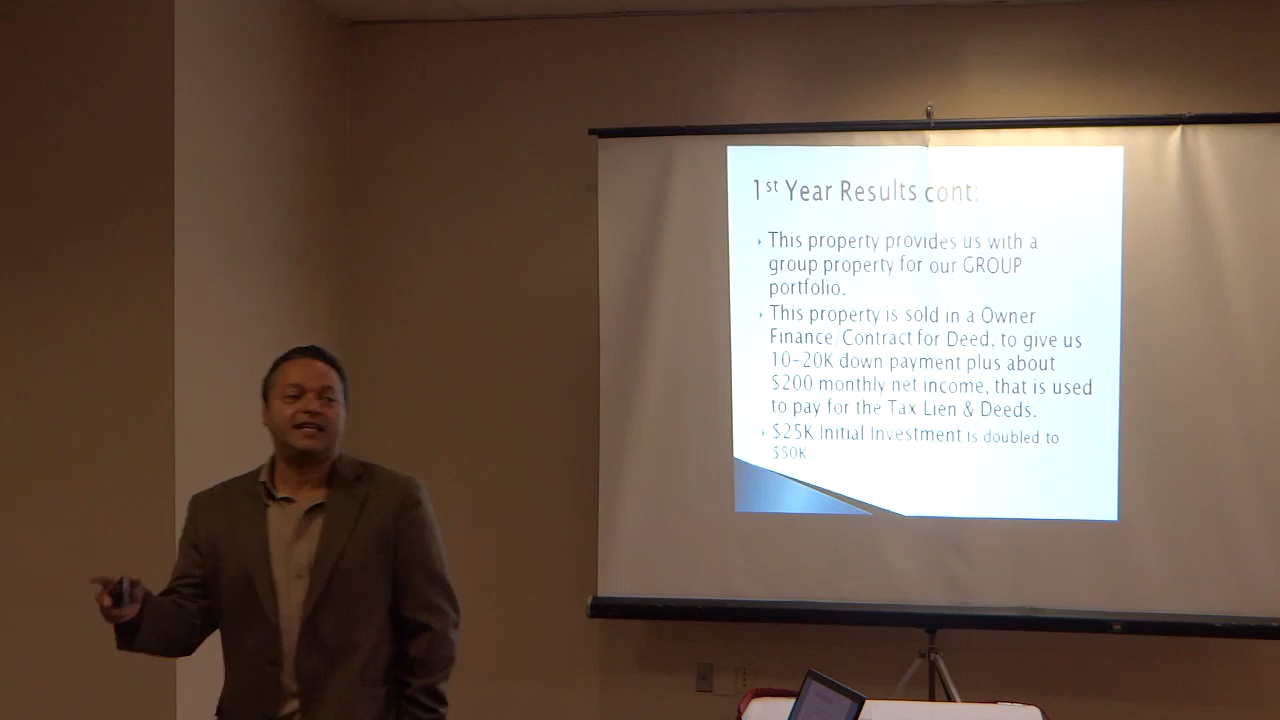 1st Year Results cont:
This property provides us with a
group property for our GROUP
portfolio.
This property is sold in a Owner
Finance/Contract for Deed, to give us
10-20K down payment plus about
$200 monthly net income, that is used
to pay for the Tax Lien & Deeds.
$25K Initial Investment is doubled to
$50K